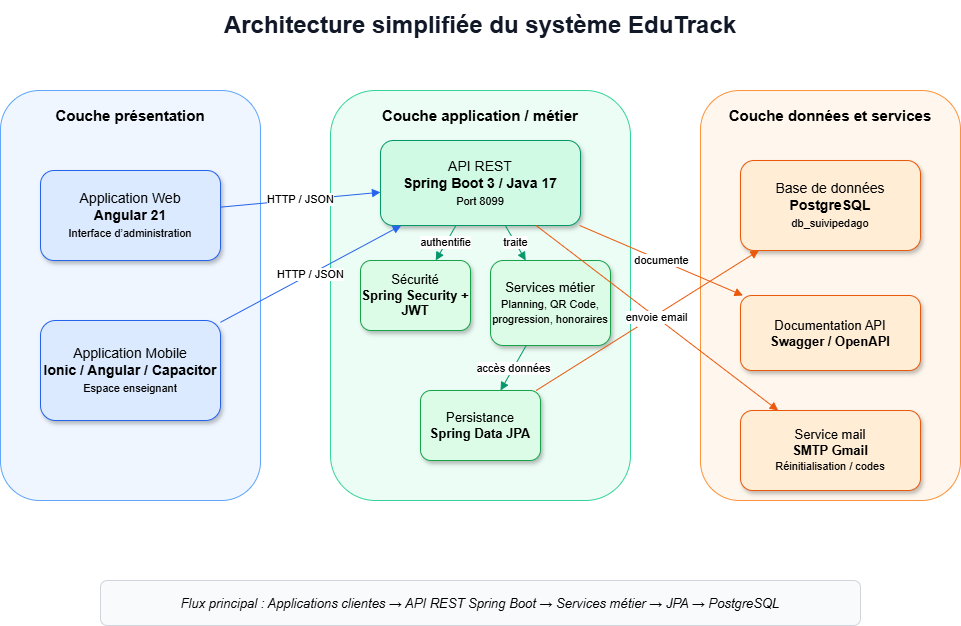 Architecture simplifiée du système EduTrack
Couche présentation
Application Web
Angular 21
Interface d'administration
Application Mobile
Ionic / Angular / Capacitor
Espace enseignant
HTTP / JSON
HTTP / JSON
Couche application / métier
API REST
Spring Boot 3 / Java 17
Port 8099
authentifie
traite
Sécurité
Spring Security +
JWT
Services métier
Planning, QR Code,
progression, honoraires
accès données
Persistance
Spring Data JPA
documente
envoie email
Couche données et services
Base de données
PostgreSQL
db_suivipedago
Documentation API
Swagger / OpenAPI
Service mail
SMTP Gmail
Réinitialisation / codes
Flux principal : Applications clientes → API REST Spring Boot → Services métier → JPA → PostgreSQL